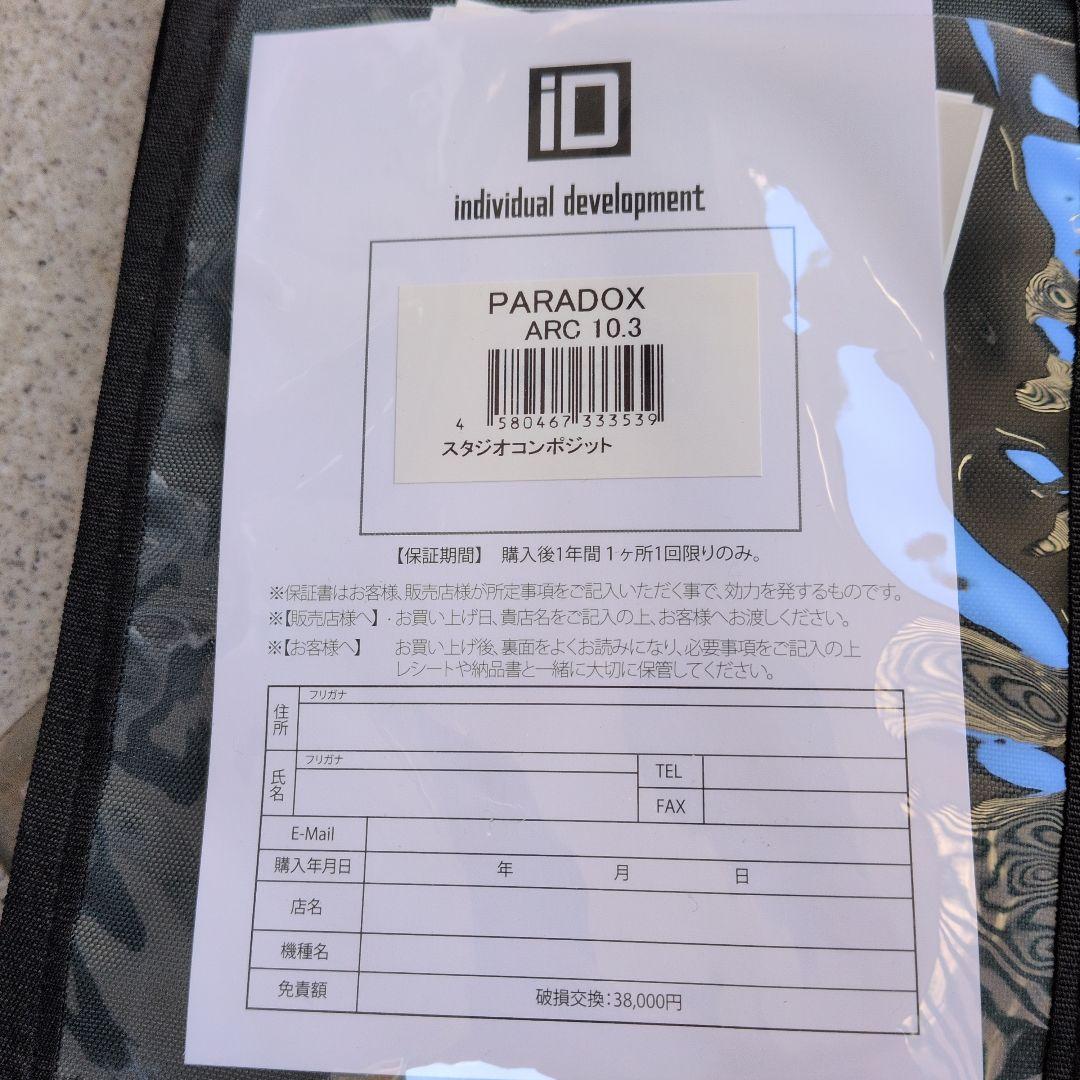 iD
individual development
PARADOX
ARC 10.3
4 580467 333539
スタジオコンポジット
【保証期間】 購入後1年間1ヶ所1回限りのみ。
※保証書はお客様、販売店様が所定事項をご記入いただく事で、効力を発するものです。
※【販売店様へ】・お買い上げ日、貴店名をご記入の上、お客様へお渡しください。
※【お客様へ】 お買い上げ後、裏面をよくお読みになり、必要事項をご記入の上
レシートや納品書と一緒に大切に保管してください。
住所 フリガナ
氏名 フリガナ TEL
FAX
E-Mail
購入年月日 年 月 日
店名
機種名
免責額 破損交換：38,000円